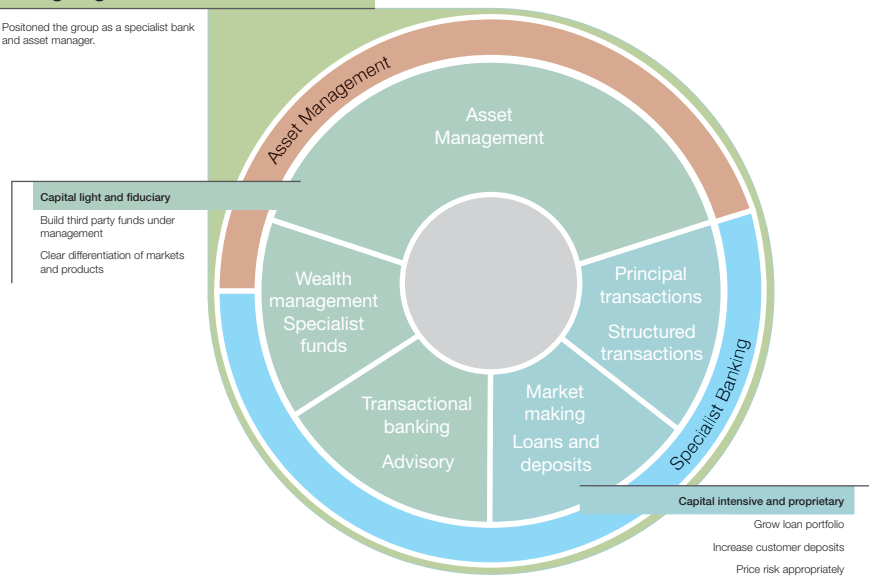 Positoned the group as a specialist bank
and asset manager.
Asset Management
Asset
Management
Capital light and fiduciary
Build third party funds under
management
Clear differentiation of markets
and products
Wealth
management
Specialist
funds
Principal
transactions
Structured
transactions
Transactional
banking
Advisory
Market
making
Loans and
deposits
Specialist Banking
Capital intensive and proprietary
Grow loan portfolio
Increase customer deposits
Price risk appropriately